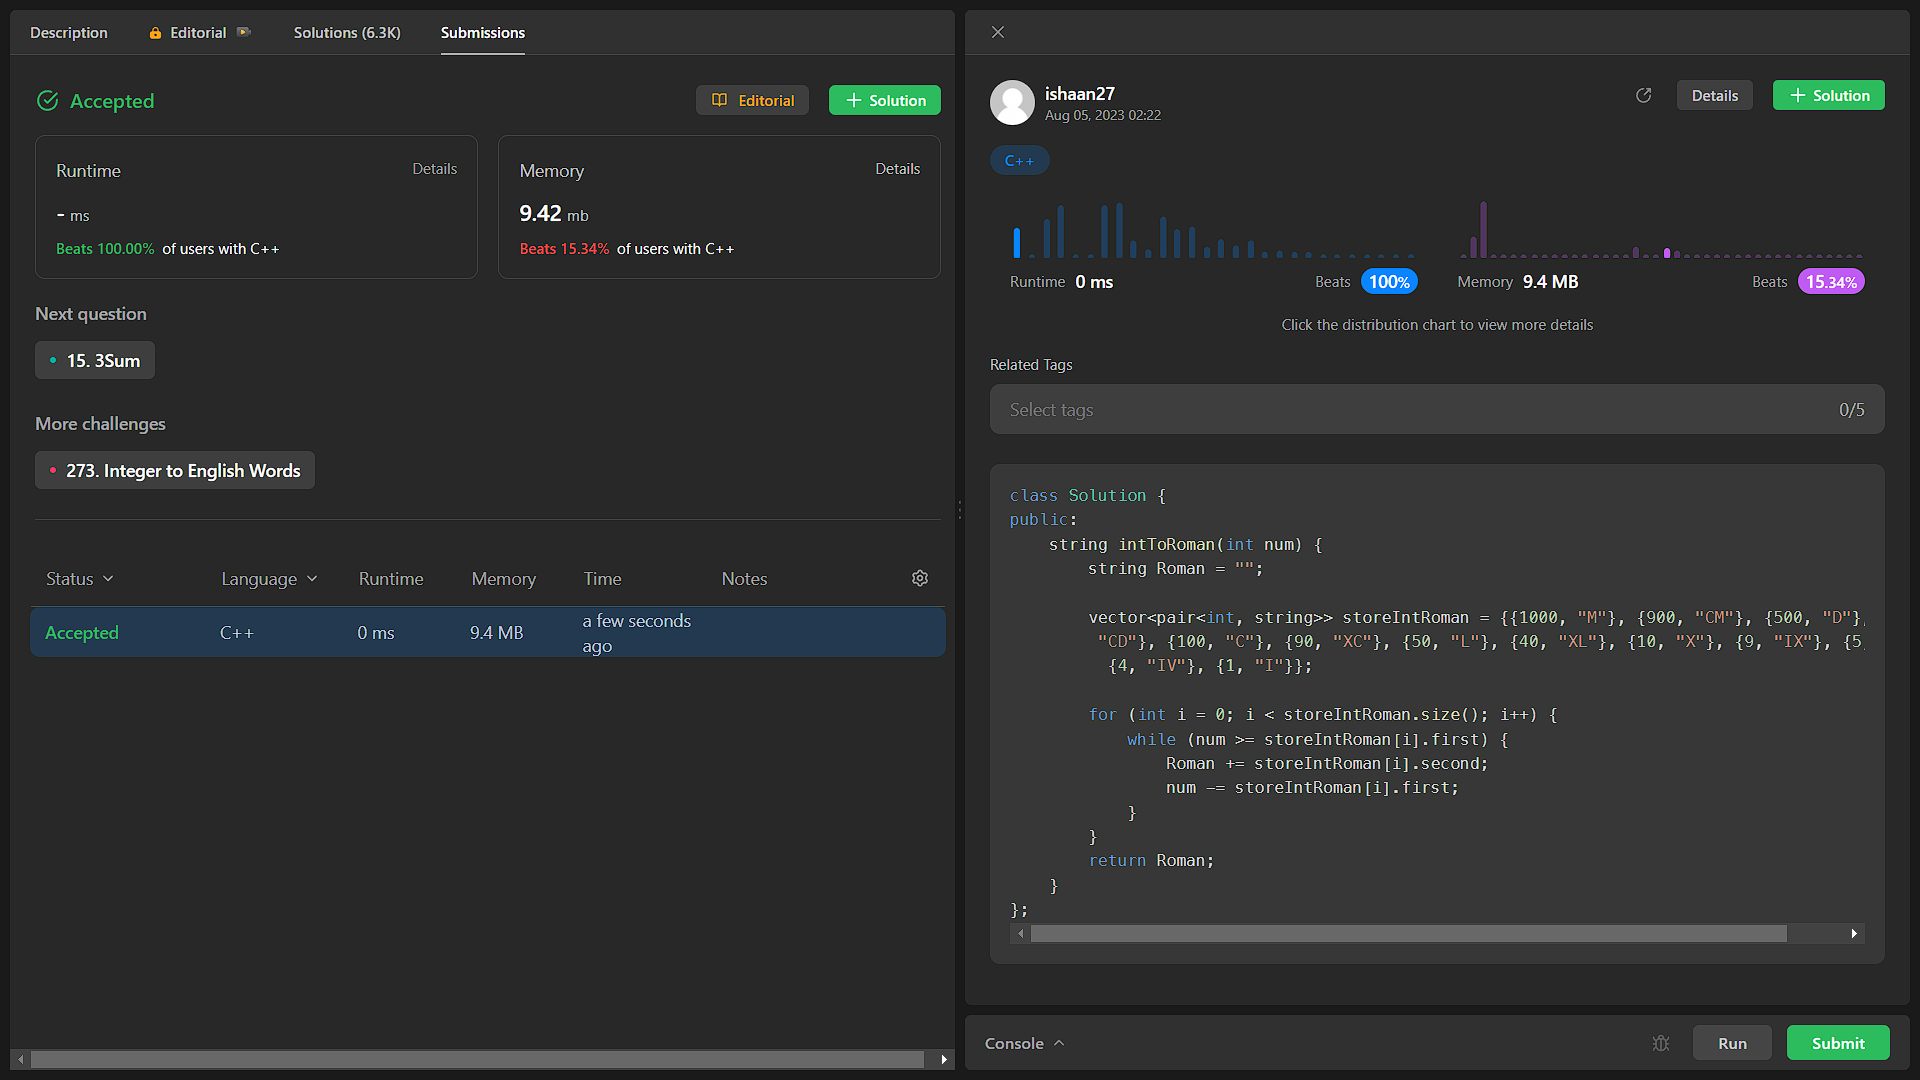 Description Editorial Solutions (6.3K) Submissions
Accepted Editorial Solution
Runtime Details
- ms
Beats 100.00% of users with C++
Memory Details
9.42 mb
Beats 15.34% of users with C++
Next question
15. 3Sum
More challenges
273. Integer to English Words
Status Language Runtime Memory Time Notes
Accepted C++ 0 ms 9.4 MB a few seconds
ago
ishaan27
Aug 05, 2023 02:22
Details Solution
C++
Runtime 0 ms Beats 100%
Memory 9.4 MB Beats 15.34%
Click the distribution chart to view more details
Related Tags
Select tags 0/5
class Solution {
public:
    string intToRoman(int num) {
        string Roman = "";
        vector<pair<int, string>> storeIntRoman = {{1000, "M"}, {900, "CM"}, {500, "D"},
         "CD"}, {100, "C"}, {90, "XC"}, {50, "L"}, {40, "XL"}, {10, "X"}, {9, "IX"}, {5,
          {4, "IV"}, {1, "I"}};
        for (int i = 0; i < storeIntRoman.size(); i++) {
            while (num >= storeIntRoman[i].first) {
                Roman += storeIntRoman[i].second;
                num -= storeIntRoman[i].first;
            }
        }
        return Roman;
    }
};
Console Run Submit